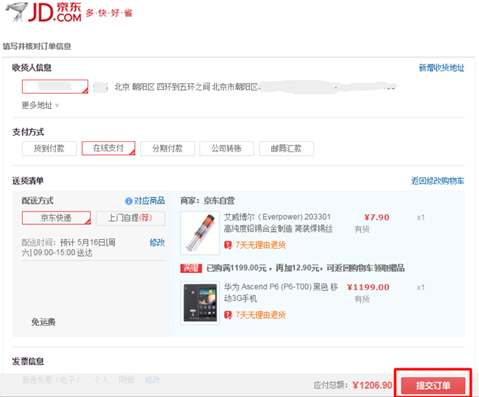 JD 京东
.COM 多·快·好·省
填写并核对订单信息
收货人信息 新增收货地址
北京 朝阳区 四环到五环之间 北京市朝阳区
更多地址
支付方式
货到付款 在线支付 分期付款 公司转账 邮局汇款
送货清单 返回修改购物车
配送方式 对应商品 商家：京东自营
京东快递 上门自提(荐)
艾威博尔（Everpower) 203301 ¥7.90 x1
高纯度铅锡合金制造 简装焊锡丝 有货
7天无理由退货
配送时间：预计 5月16日[周 修改
六] 09:00-15:00 送达
满赠 已购满1199.00元，再加12.90元，可返回购物车领取赠品
华为 Ascend P6 (P6-T00) 黑色 移 ¥1199.00 x1
动3G手机 有货
7天无理由退货
免运费
发票信息
普通发票（电子） 个人 明细 修改
应付总额：¥1206.90 提交订单